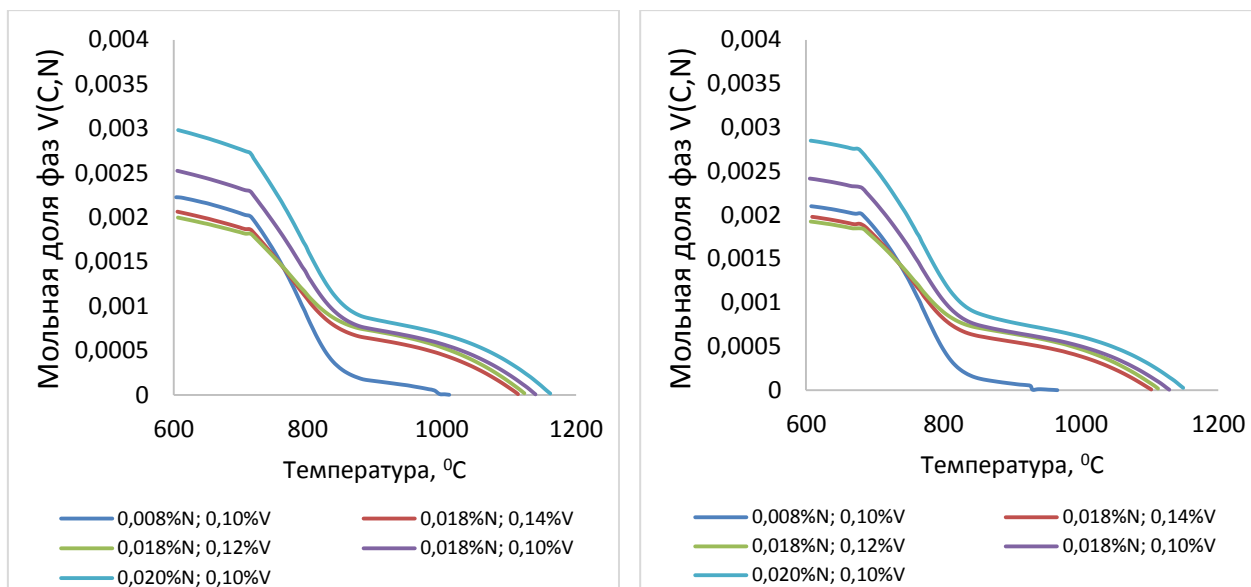 Мольная доля фаз V(C,N)
0,004
0,0035
0,003
0,0025
0,002
0,0015
0,001
0,0005
0
600
800
1000
1200
Температура, ⁰C
0,008%N; 0,10%V
0,018%N; 0,14%V
0,018%N; 0,12%V
0,018%N; 0,10%V
0,020%N; 0,10%V
Мольная доля фаз V(C,N)
0,004
0,0035
0,003
0,0025
0,002
0,0015
0,001
0,0005
0
600
800
1000
1200
Температура, ⁰C
0,008%N; 0,10%V
0,018%N; 0,14%V
0,018%N; 0,12%V
0,018%N; 0,10%V
0,020%N; 0,10%V